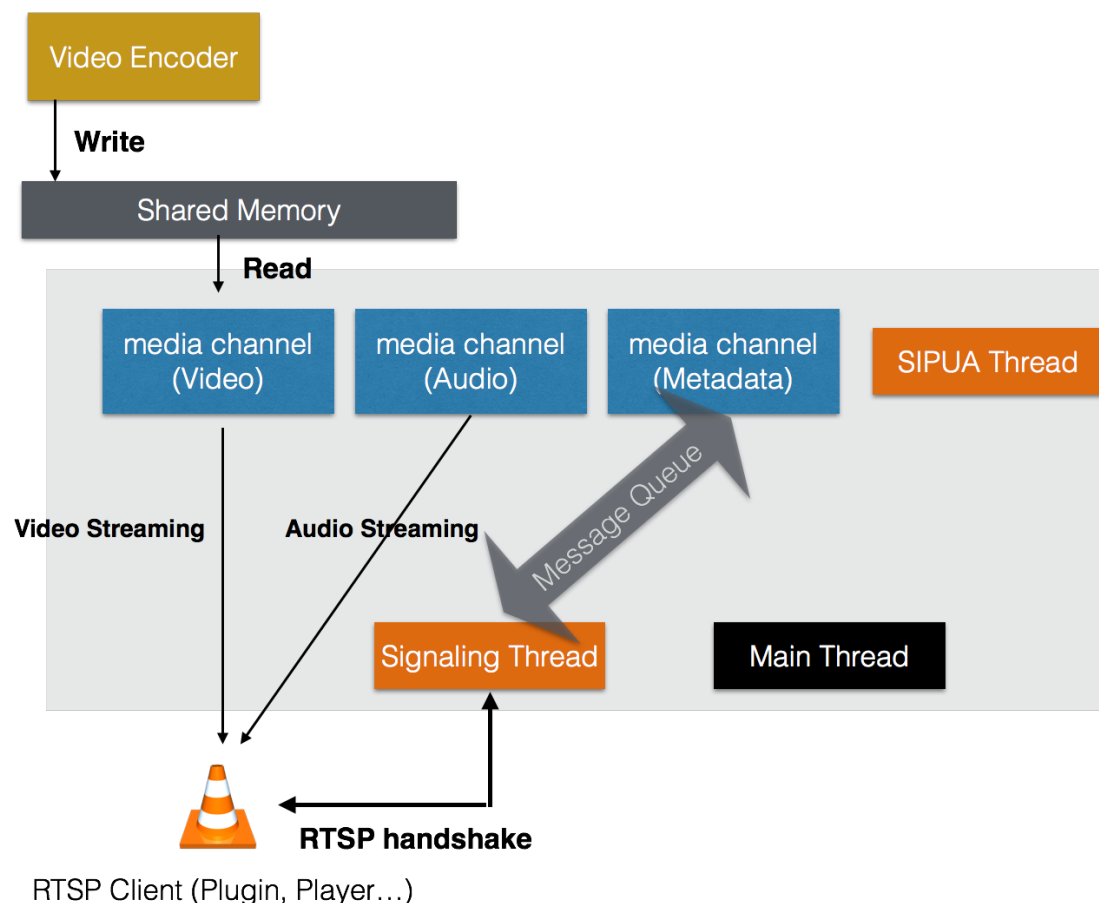 Video Encoder
Write
Shared Memory
Read
media channel
(Video)
media channel
(Audio)
media channel
(Metadata)
SIPUA Thread
Message Queue
Video Streaming
Audio Streaming
Signaling Thread
Main Thread
RTSP handshake
RTSP Client (Plugin, Player…)